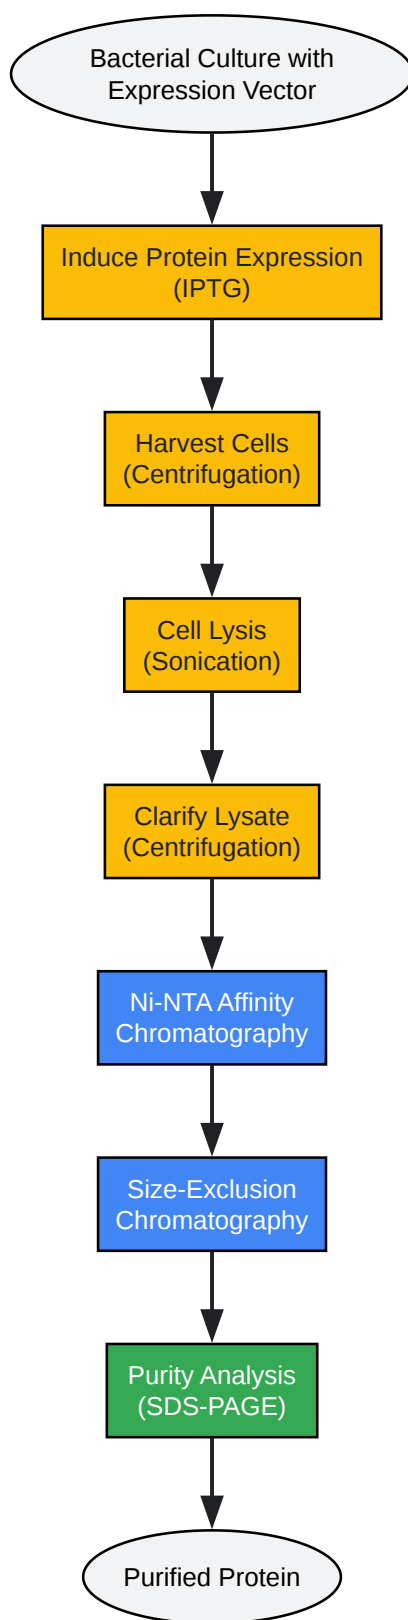 Bacterial Culture with
Expression Vector
Induce Protein Expression
(IPTG)
Harvest Cells
(Centrifugation)
Cell Lysis
(Sonication)
Clarify Lysate
(Centrifugation)
Ni-NTA Affinity
Chromatography
Size-Exclusion
Chromatography
Purity Analysis
(SDS-PAGE)
Purified Protein